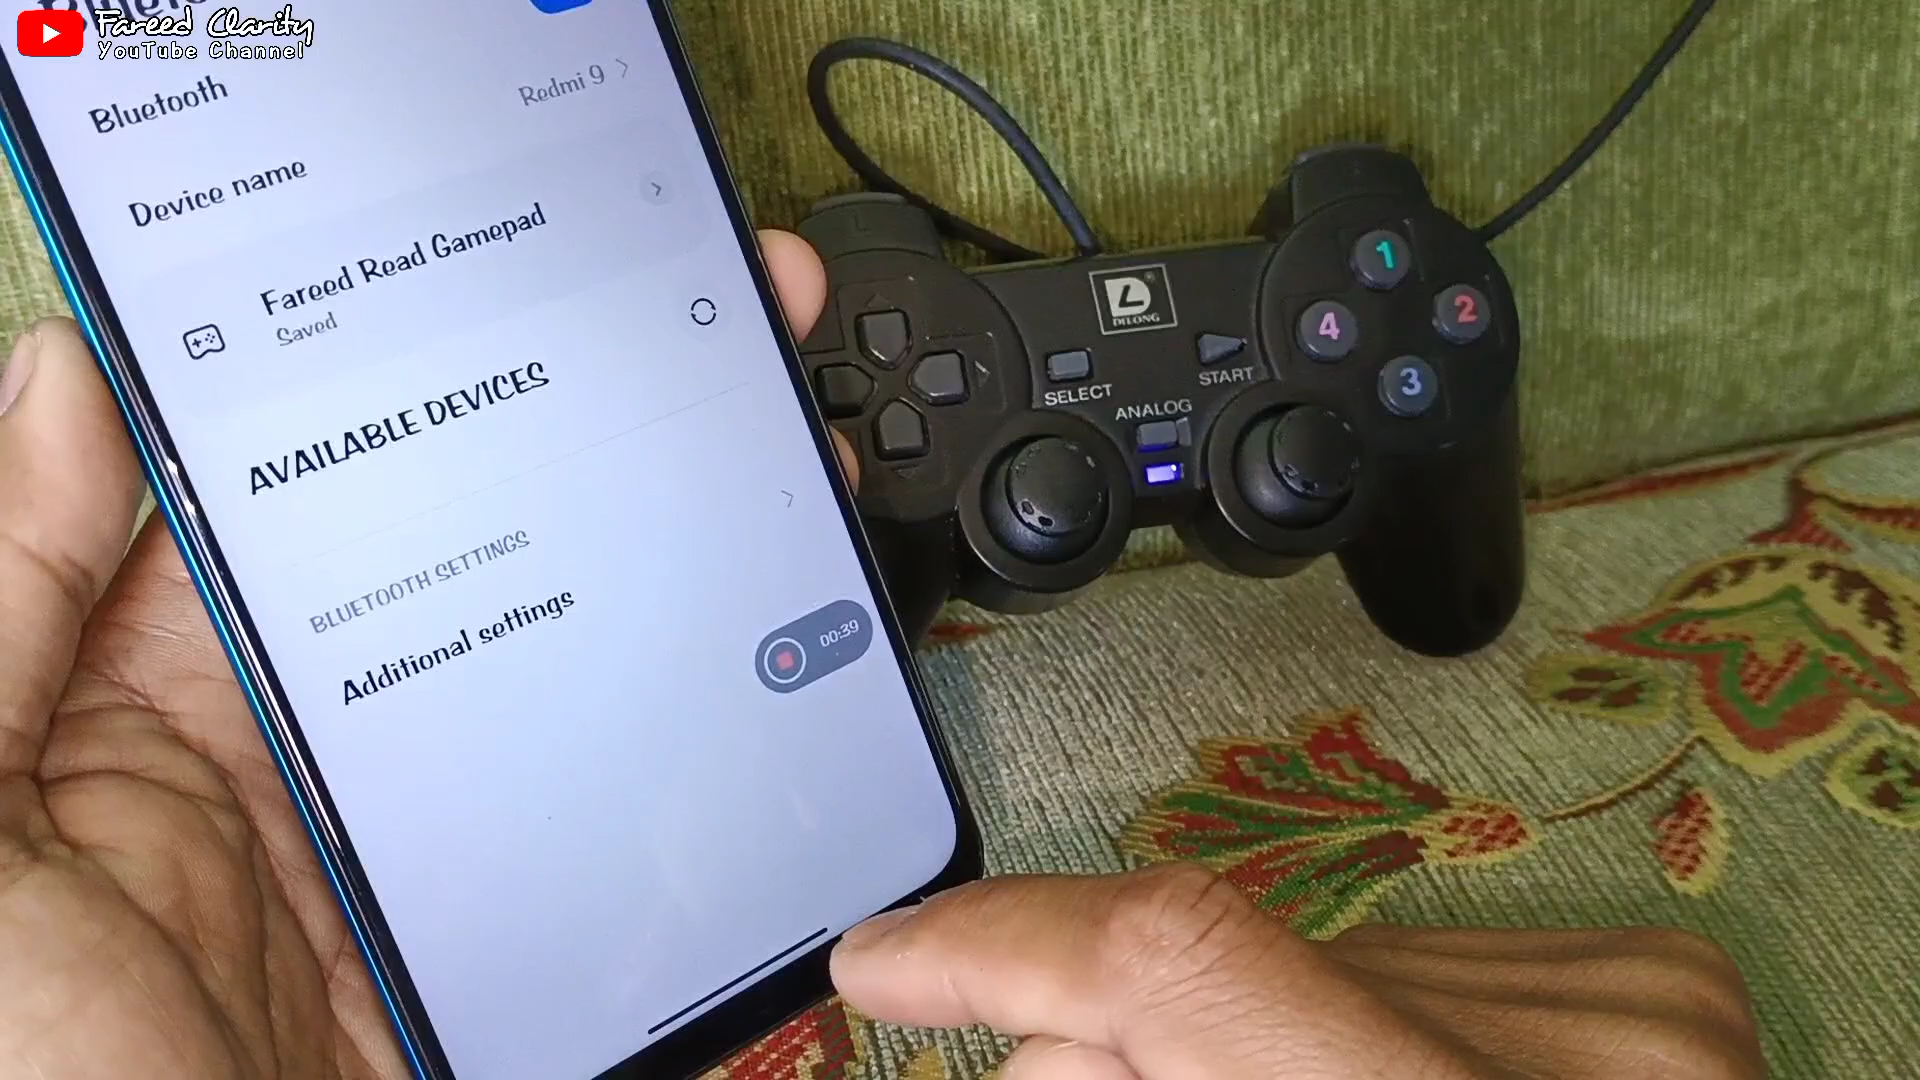 Fareed Clarity
YouTube Channel
Bluetooth
Redmi 9
Device name
Fareed Read Gamepad
Saved
AVAILABLE DEVICES
BLUETOOTH SETTINGS
Additional settings
00:39
L
DILONG
SELECT
START
ANALOG
1
2
3
4